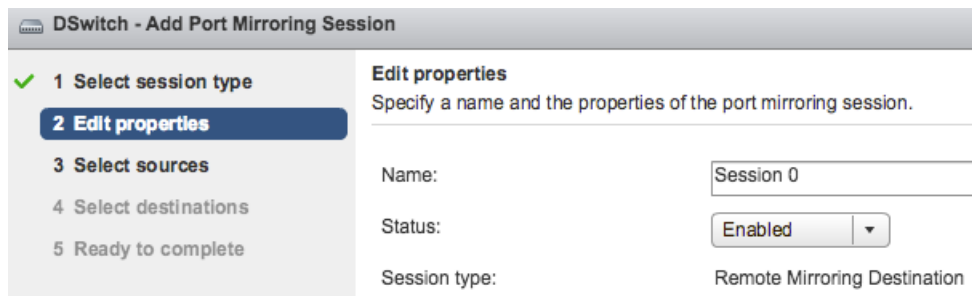 DSwitch - Add Port Mirroring Session
1 Select session type
2 Edit properties
3 Select sources
4 Select destinations
5 Ready to complete
Edit properties
Specify a name and the properties of the port mirroring session.
Name:
Session 0
Status:
Enabled
Session type:
Remote Mirroring Destination